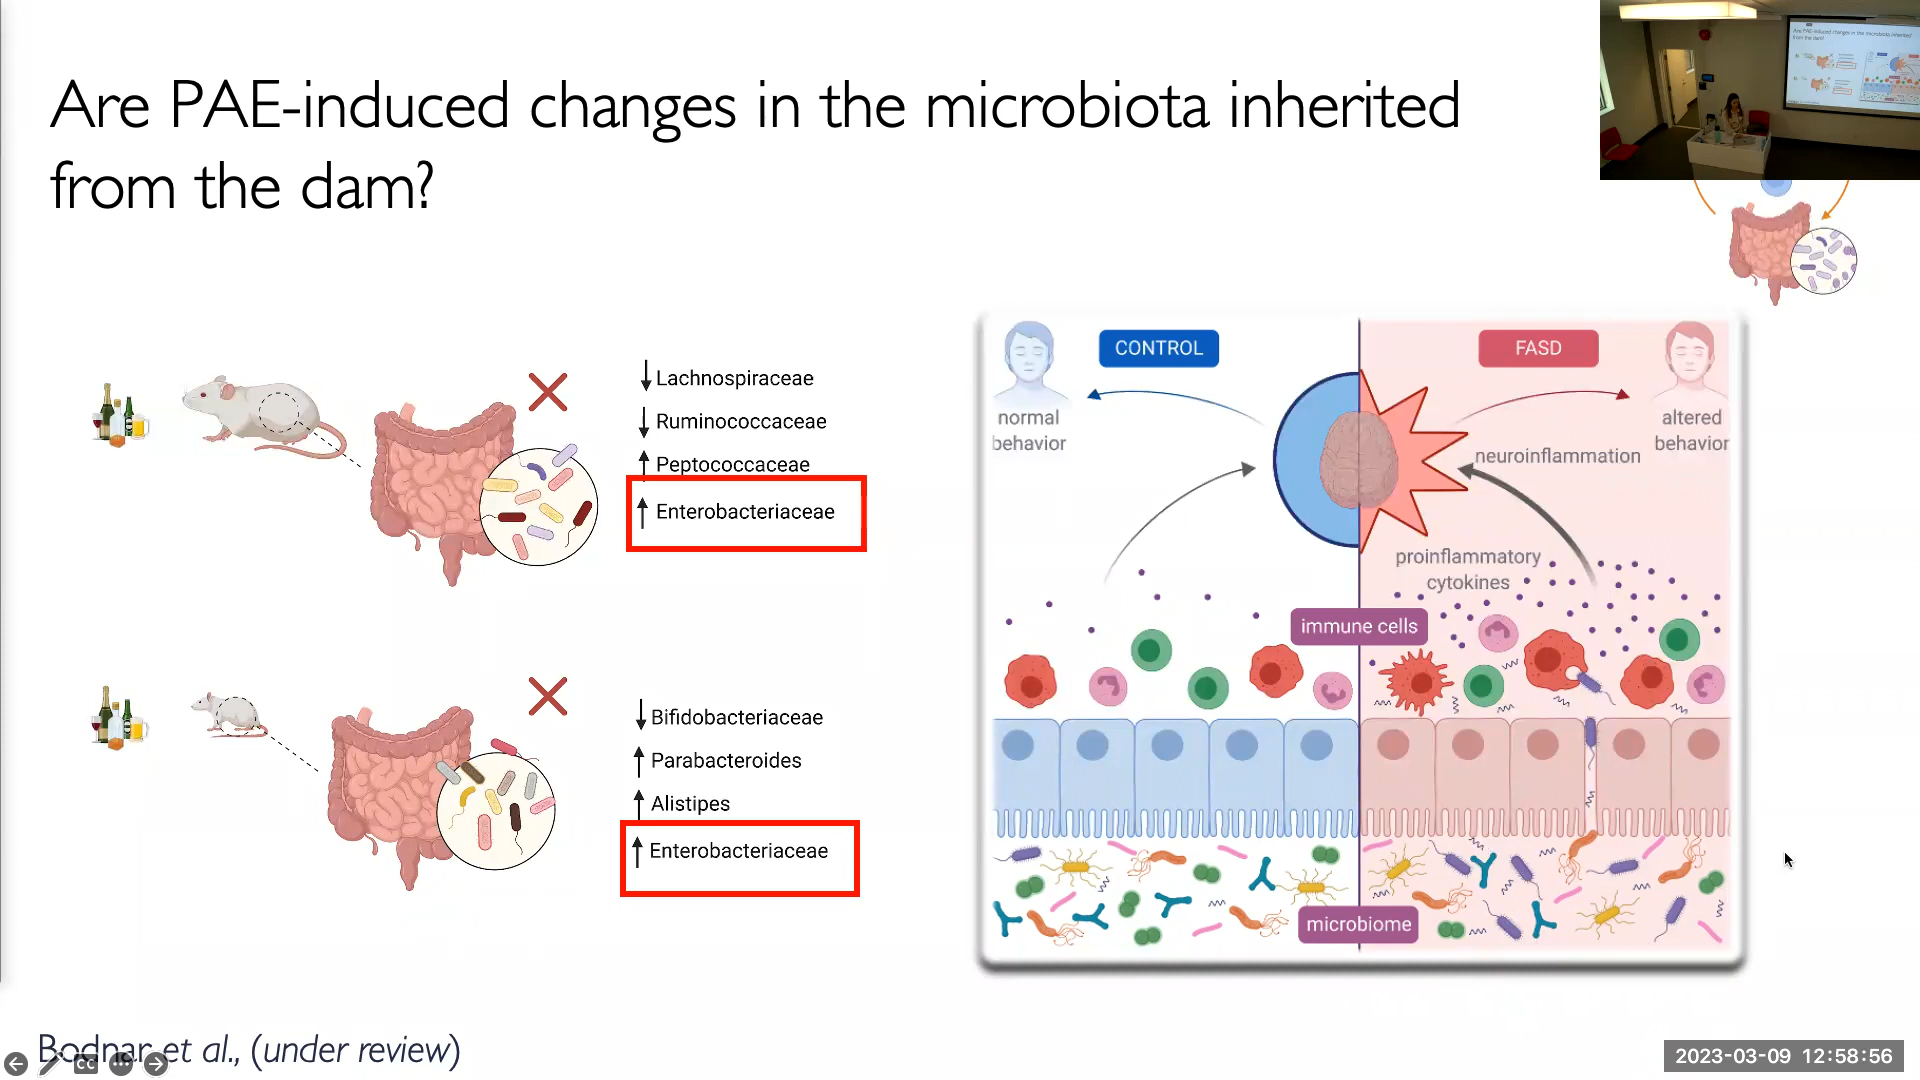 Are PAE-induced changes in the microbiota inherited
from the dam?
↓ Lachnospiraceae
↓ Ruminococcaceae
↑ Peptococcaceae
↑ Enterobacteriaceae
↓ Bifidobacteriaceae
↑ Parabacteroides
↑ Alistipes
↑ Enterobacteriaceae
CONTROL
FASD
normal
behavior
altered
behavior
neuroinflammation
proinflammatory
cytokines
immune cells
microbiome
Bodnar et al., (under review)
CC
2023-03-09 12:58:56